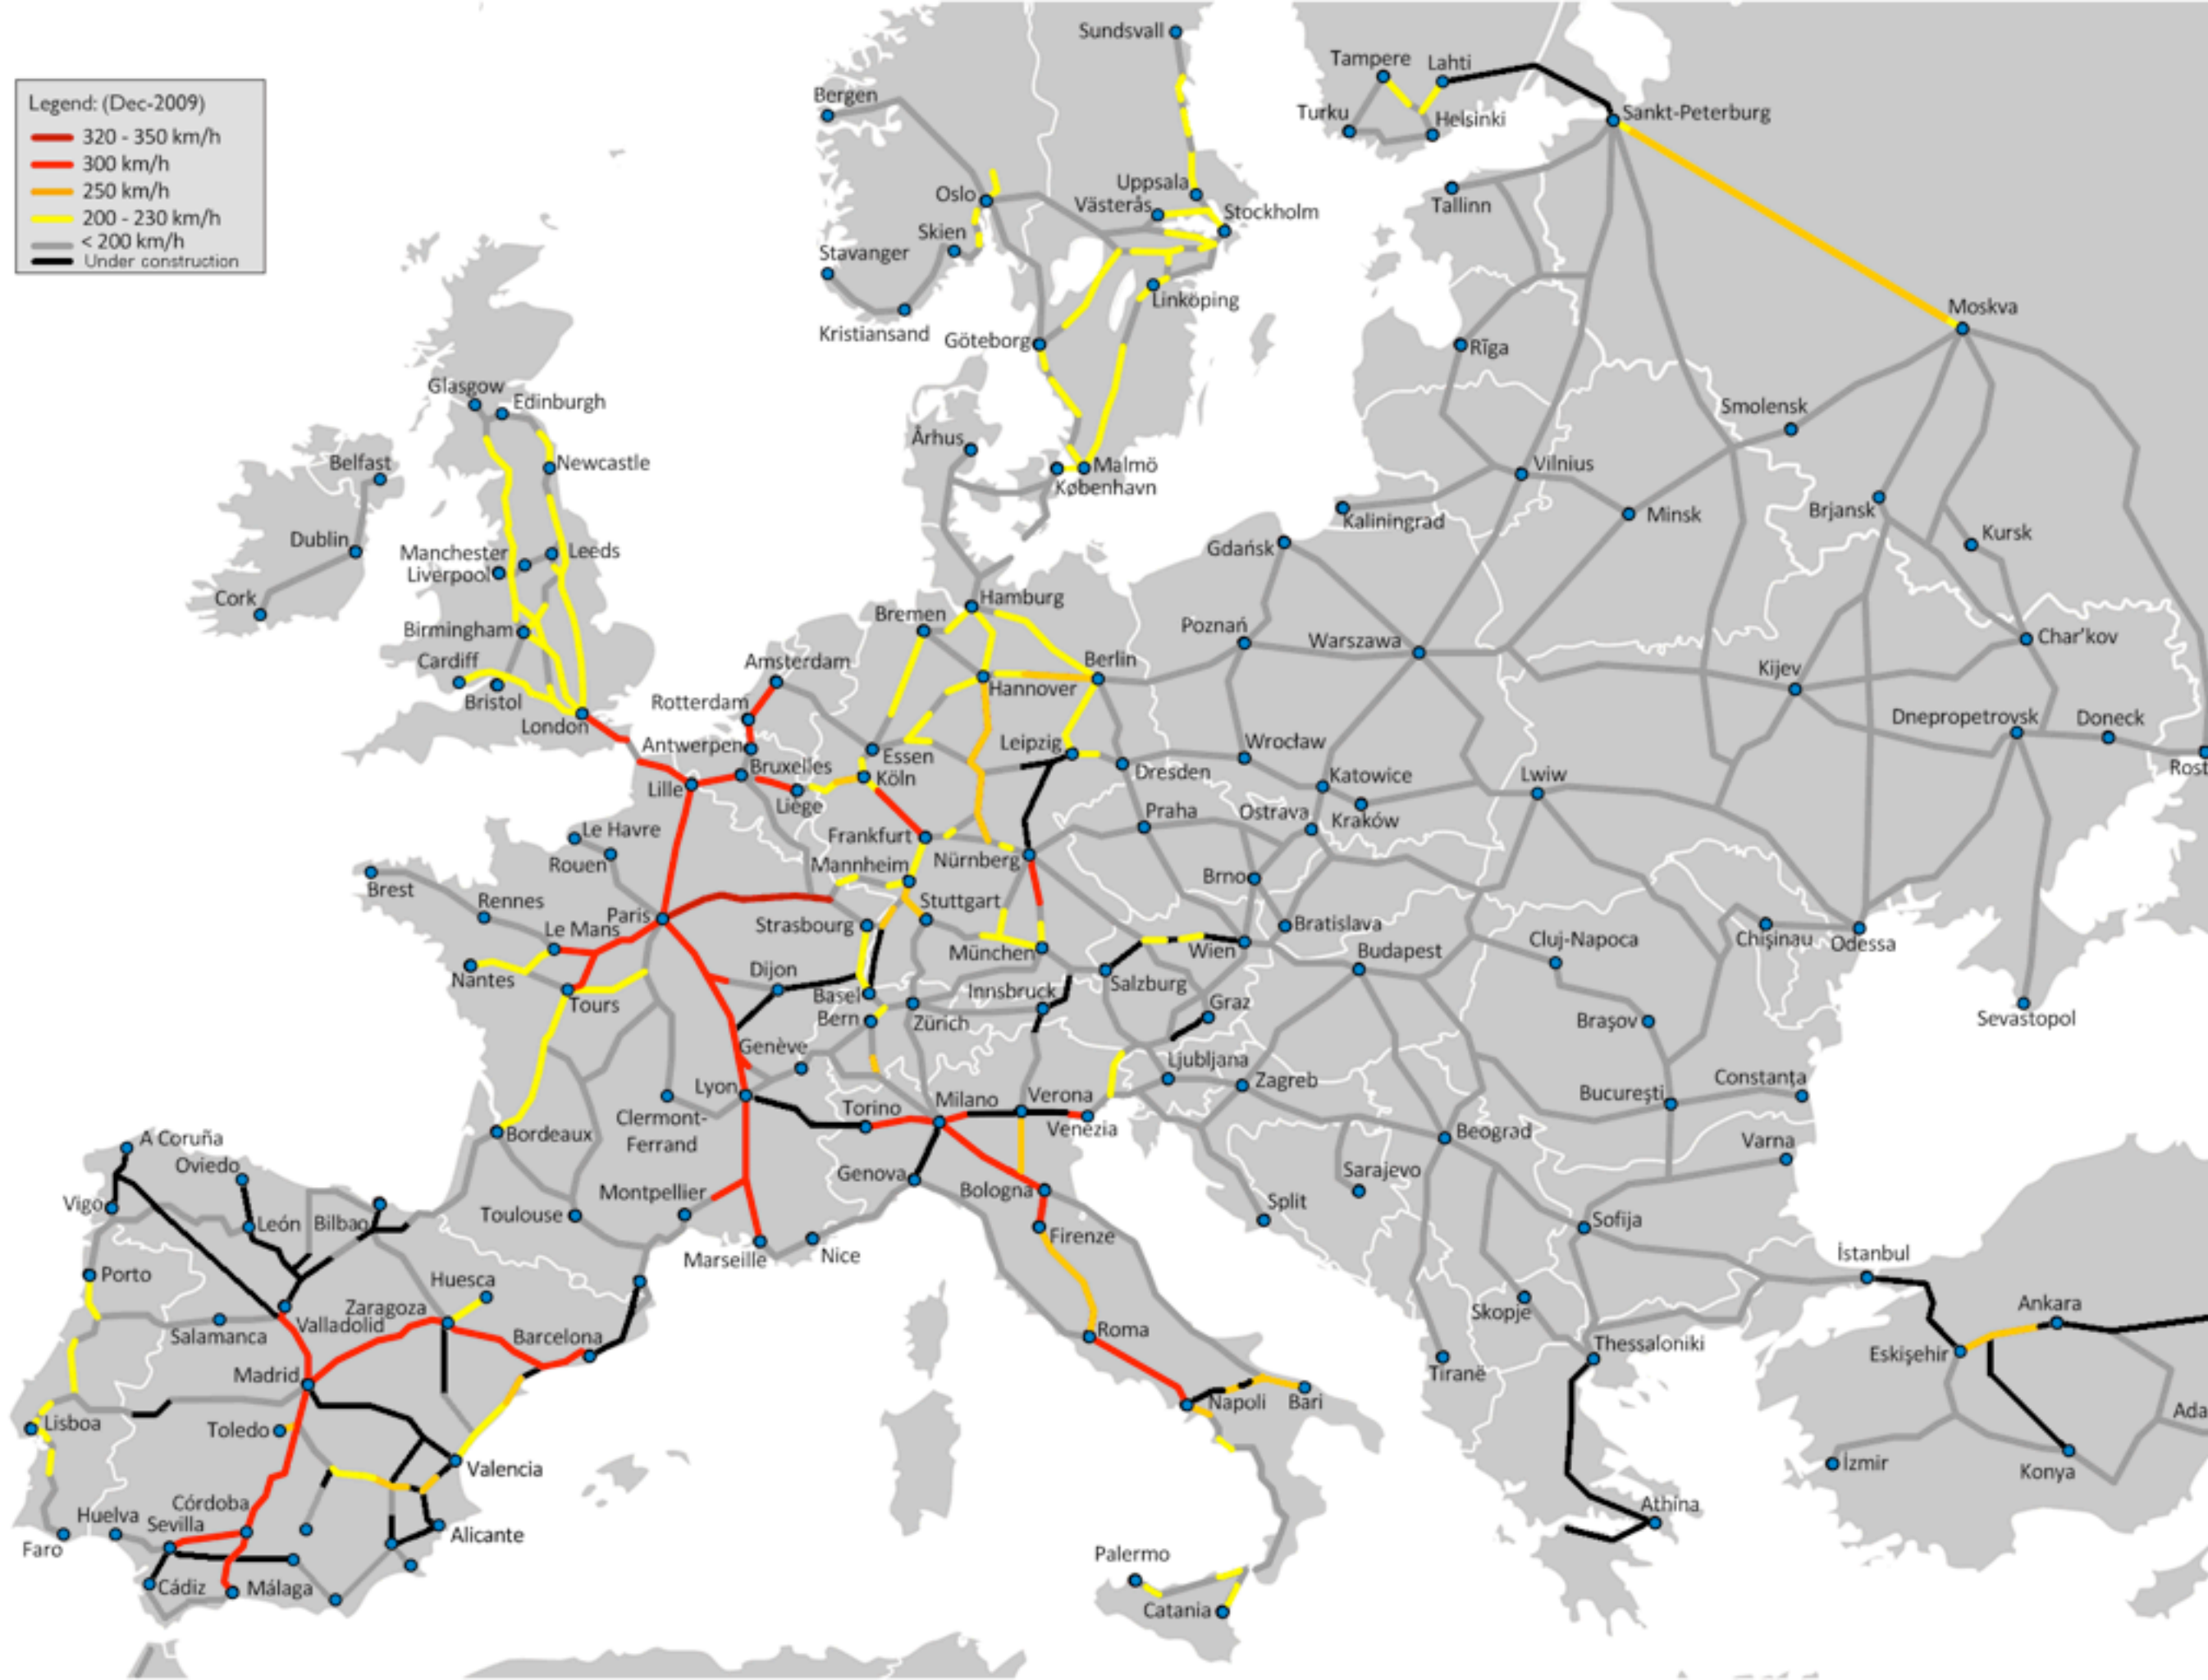 Legend: (Dec-2009)
320 - 350 km/h
300 km/h
250 km/h
200 - 230 km/h
< 200 km/h
Under construction
Sundsvall
Tampere
Lahti
Bergen
Turku
Helsinki
Sankt-Peterburg
Oslo
Uppsala
Västerås
Stockholm
Tallinn
Skien
Stavanger
Linköping
Kristiansand
Göteborg
Moskva
Rīga
Glasgow
Edinburgh
Smolensk
Århus
Belfast
Newcastle
Malmö
København
Vilnius
Kaliningrad
Minsk
Brjansk
Kursk
Dublin
Manchester
Leeds
Liverpool
Gdańsk
Cork
Hamburg
Bremen
Birmingham
Poznań
Warszawa
Char'kov
Cardiff
Amsterdam
Berlin
Kijev
Bristol
Rotterdam
Hannover
London
Antwerpen
Essen
Leipzig
Wrocław
Dnepropetrovsk
Doneck
Bruxelles
Köln
Dresden
Katowice
Lwiw
Rost
Lille
Liège
Le Havre
Frankfurt
Praha
Ostrava
Kraków
Rouen
Mannheim
Nürnberg
Brest
Brno
Rennes
Paris
Stuttgart
Le Mans
Strasbourg
Bratislava
München
Wien
Budapest
Cluj-Napoca
Chişinau
Odessa
Nantes
Dijon
Tours
Basel
Innsbruck
Salzburg
Bern
Zürich
Graz
Braşov
Sevastopol
Genève
Ljubljana
Lyon
Zagreb
Constanţa
Clermont-
Ferrand
Torino
Milano
Verona
Bucureşti
Venezia
Bordeaux
Beograd
A Coruña
Varna
Oviedo
Genova
Sarajevo
Vigo
Montpellier
Bologna
León
Bilbao
Toulouse
Split
Sofija
Firenze
Marseille
Nice
İstanbul
Porto
Huesca
Zaragoza
Skopje
Ankara
Salamanca
Valladolid
Barcelona
Roma
Thessaloniki
Eskişehir
Madrid
Tiranë
Napoli
Bari
Lisboa
Toledo
Ada
Valencia
İzmir
Konya
Córdoba
Huelva
Sevilla
Athina
Alicante
Faro
Palermo
Cádiz
Málaga
Catania